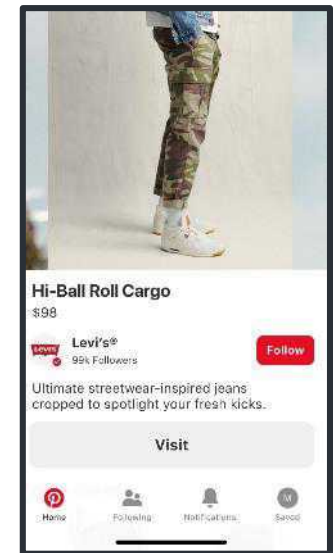 Hi-Ball Roll Cargo
$98
Levi's
Levi's®
99k Followers
Follow
Ultimate streetwear-inspired jeans
cropped to spotlight your fresh kicks.
Visit
M
Home
Following
Notifications
Saved